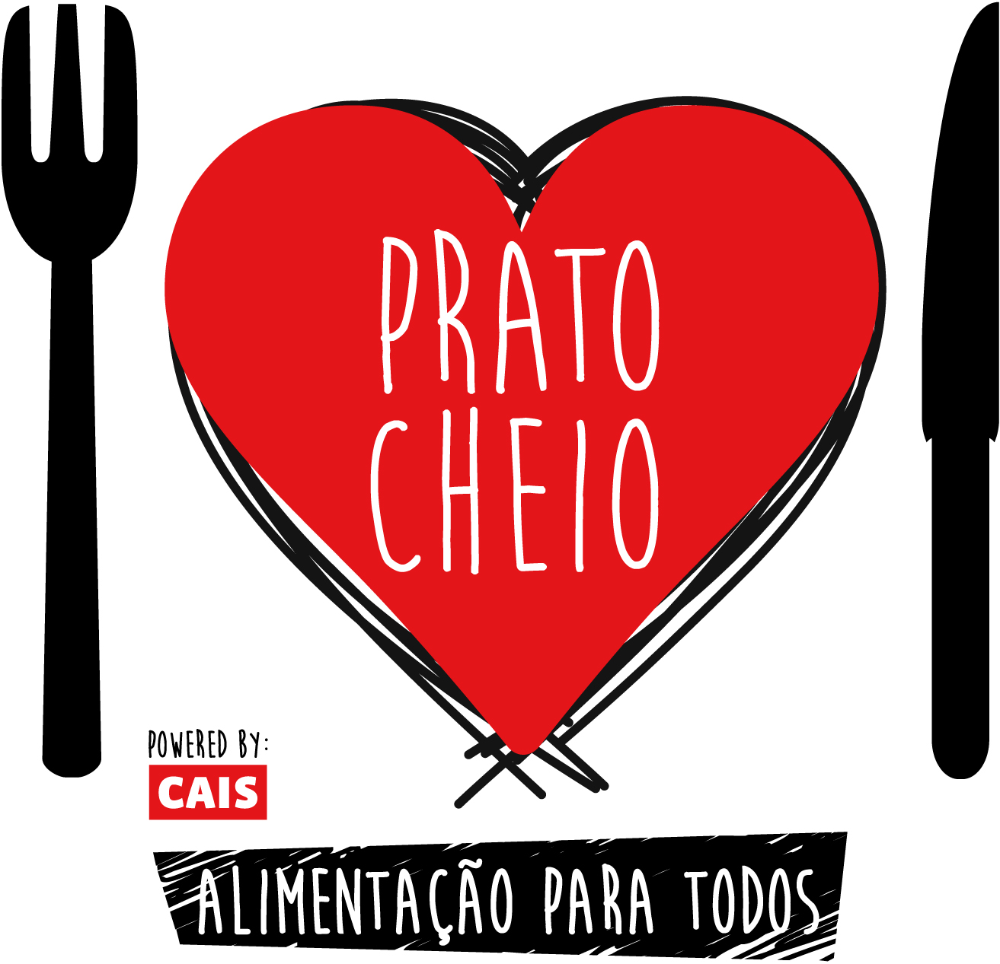 PRATO
CHEIO
POWERED BY:
CAIS
ALIMENTAÇÃO PARA TODOS